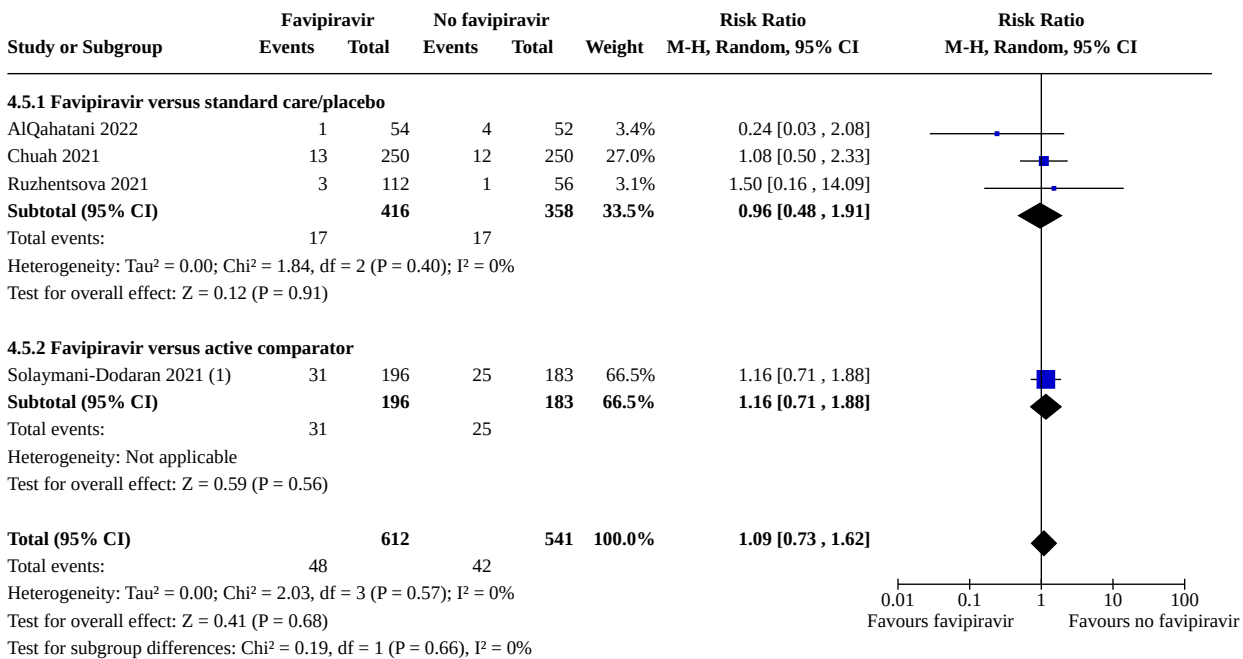 Favipiravir No favipiravir Risk Ratio Risk Ratio
Study or Subgroup Events Total Events Total Weight M-H, Random, 95% CI M-H, Random, 95% CI
4.5.1 Favipiravir versus standard care/placebo
AlQahatani 2022 1 54 4 52 3.4% 0.24 [0.03 , 2.08]
Chuah 2021 13 250 12 250 27.0% 1.08 [0.50 , 2.33]
Ruzhentsova 2021 3 112 1 56 3.1% 1.50 [0.16 , 14.09]
Subtotal (95% CI) 416 358 33.5% 0.96 [0.48 , 1.91]
Total events: 17 17
Heterogeneity: Tau² = 0.00; Chi² = 1.84, df = 2 (P = 0.40); I² = 0%
Test for overall effect: Z = 0.12 (P = 0.91)
4.5.2 Favipiravir versus active comparator
Solaymani-Dodaran 2021 (1) 31 196 25 183 66.5% 1.16 [0.71 , 1.88]
Subtotal (95% CI) 196 183 66.5% 1.16 [0.71 , 1.88]
Total events: 31 25
Heterogeneity: Not applicable
Test for overall effect: Z = 0.59 (P = 0.56)
Total (95% CI) 612 541 100.0% 1.09 [0.73 , 1.62]
Total events: 48 42
Heterogeneity: Tau² = 0.00; Chi² = 2.03, df = 3 (P = 0.57); I² = 0%
0.01 0.1 1 10 100
Test for overall effect: Z = 0.41 (P = 0.68) Favours favipiravir Favours no favipiravir
Test for subgroup differences: Chi² = 0.19, df = 1 (P = 0.66), I² = 0%